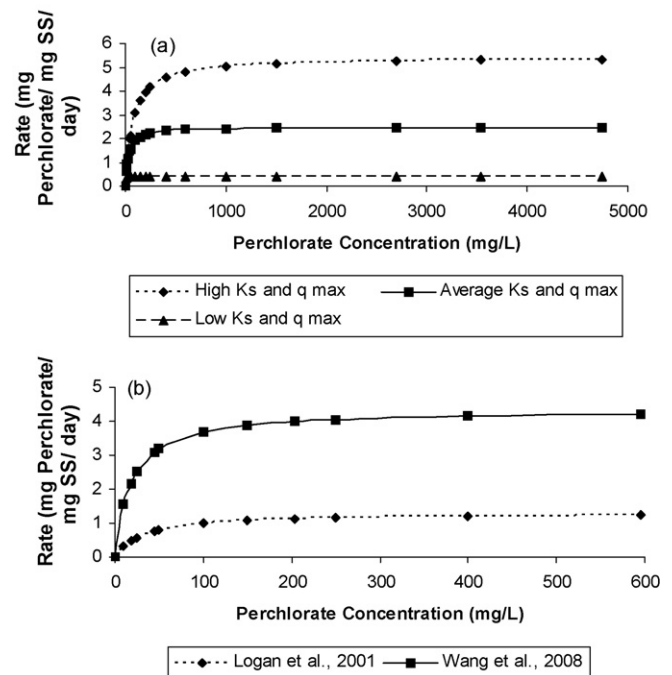 (a)
Rate (mg
Perchlorate/ mg SS/
day)
6
5
4
3
2
1
0
0 1000 2000 3000 4000 5000
Perchlorate Concentration (mg/L)
High Ks and q max Average Ks and q max
Low Ks and q max
(b)
Rate (mg Perchlorate/
mg SS/ day)
5
4
3
2
1
0
0 100 200 300 400 500 600
Perchlorate Concentration (mg/L)
Logan et al., 2001 Wang et al., 2008